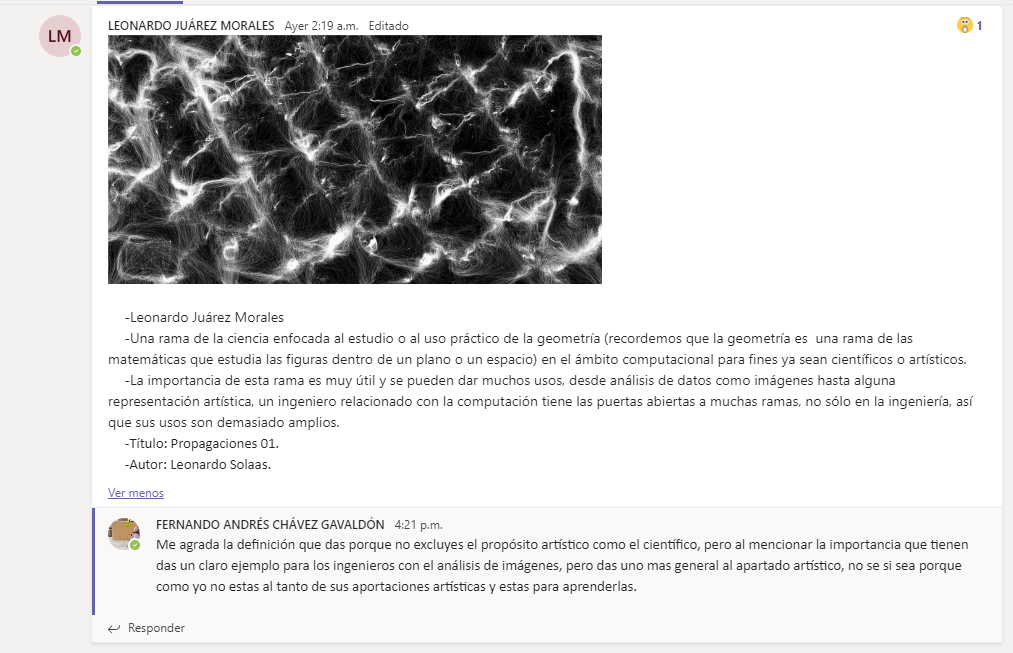 LM
LEONARDO JUÁREZ MORALES Ayer 2:19 a.m. Editado
1
-Leonardo Juárez Morales
-Una rama de la ciencia enfocada al estudio o al uso práctico de la geometría (recordemos que la geometría es una rama de las
matemáticas que estudia las figuras dentro de un plano o un espacio) en el ámbito computacional para fines ya sean científicos o artísticos.
-La importancia de esta rama es muy útil y se pueden dar muchos usos, desde análisis de datos como imágenes hasta alguna
representación artística, un ingeniero relacionado con la computación tiene las puertas abiertas a muchas ramas, no sólo en la ingeniería, así
que sus usos son demasiado amplios.
-Título: Propagaciones 01.
-Autor: Leonardo Solaas.
Ver menos
FERNANDO ANDRÉS CHÁVEZ GAVALDÓN 4:21 p.m.
Me agrada la definición que das porque no excluyes el propósito artístico como el científico, pero al mencionar la importancia que tienen
das un claro ejemplo para los ingenieros con el análisis de imágenes, pero das uno mas general al apartado artístico, no se si sea porque
como yo no estas al tanto de sus aportaciones artísticas y estas para aprenderlas.
Responder